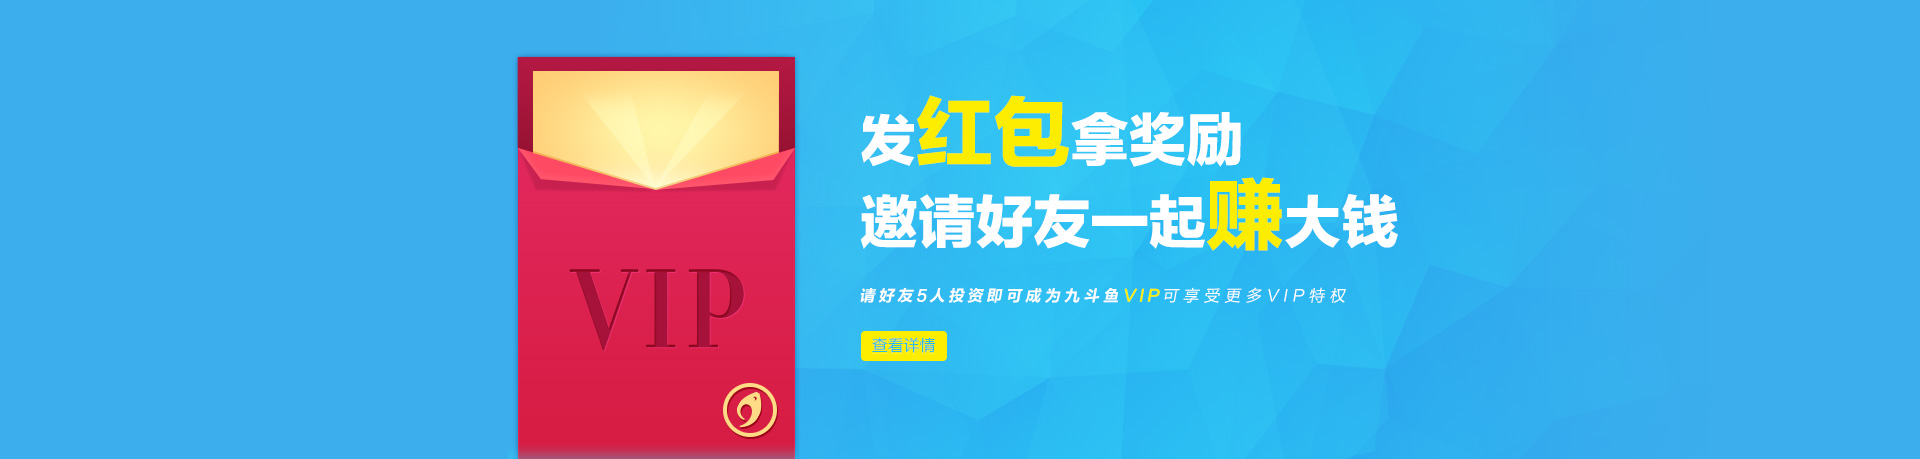 VIP
发红包拿奖励
邀请好友一起赚大钱
请好友5人投资即可成为九斗鱼VIP可享受更多VIP特权
查看详情